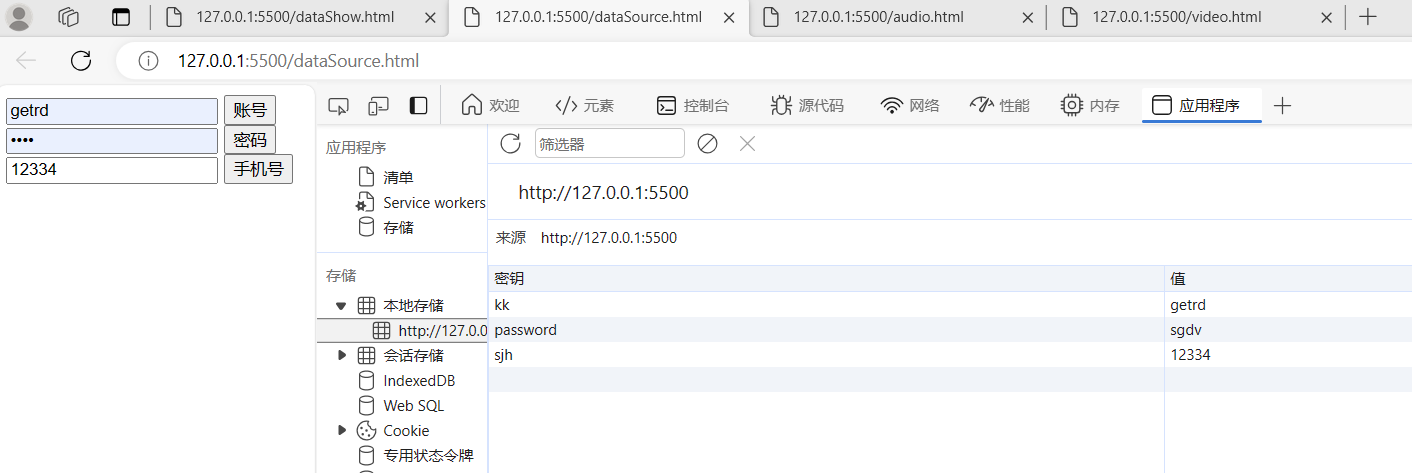 127.0.0.1:5500/dataShow.html
127.0.0.1:5500/dataSource.html
127.0.0.1:5500/audio.html
127.0.0.1:5500/video.html
127.0.0.1:5500/dataSource.html
getrd 账号
•••• 密码
12334 手机号
欢迎 元素 控制台 源代码 网络 性能 内存 应用程序
应用程序
清单
Service workers
存储
存储
本地存储
http://127.0.0
会话存储
IndexedDB
Web SQL
Cookie
专用状态令牌
筛选器
http://127.0.0.1:5500
来源 http://127.0.0.1:5500
密钥 值
kk getrd
password sgdv
sjh 12334